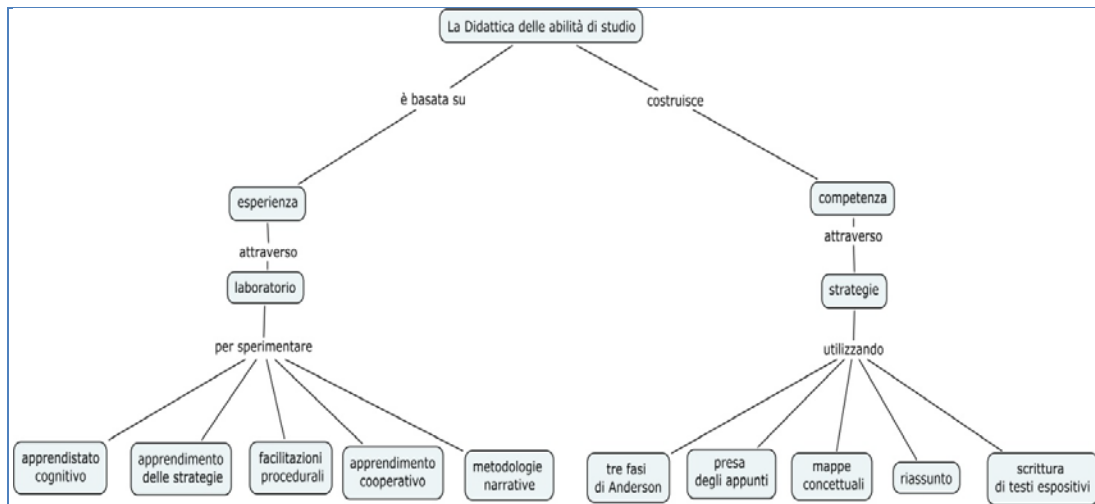 La Didattica delle abilità di studio
è basata su
costruisce
esperienza
competenza
attraverso
attraverso
laboratorio
strategie
per sperimentare
utilizzando
apprendistato
cognitivo
apprendimento
delle strategie
facilitazioni
procedurali
apprendimento
cooperativo
metodologie
narrative
tre fasi
di Anderson
presa
degli appunti
mappe
concettuali
riassunto
scrittura
di testi espositivi